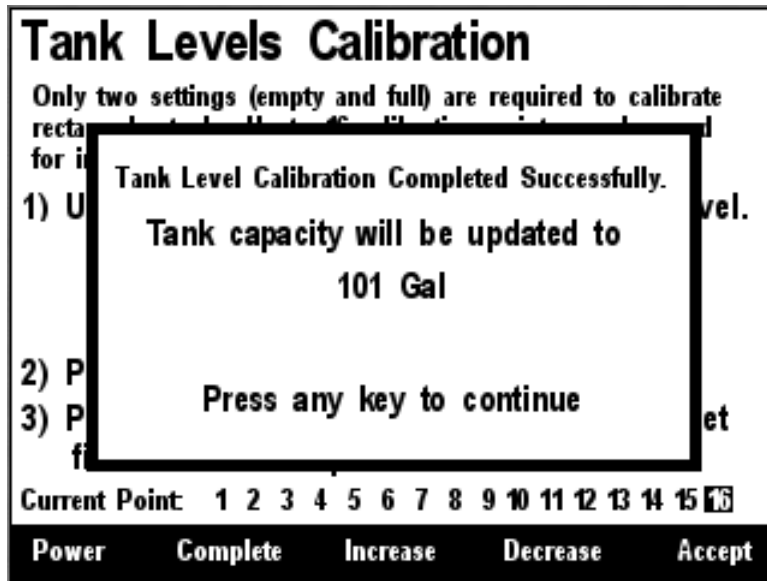 Tank Levels Calibration
Only two settings (empty and full) are required to calibrate
for
Tank Level Calibration Completed Successfully.
1) vel.
Tank capacity will be updated to
101 Gal
2)
Press any key to continue
3) et
Current Point: 1 2 3 4 5 6 7 8 9 10 11 12 13 14 15 16
Power Complete Increase Decrease Accept